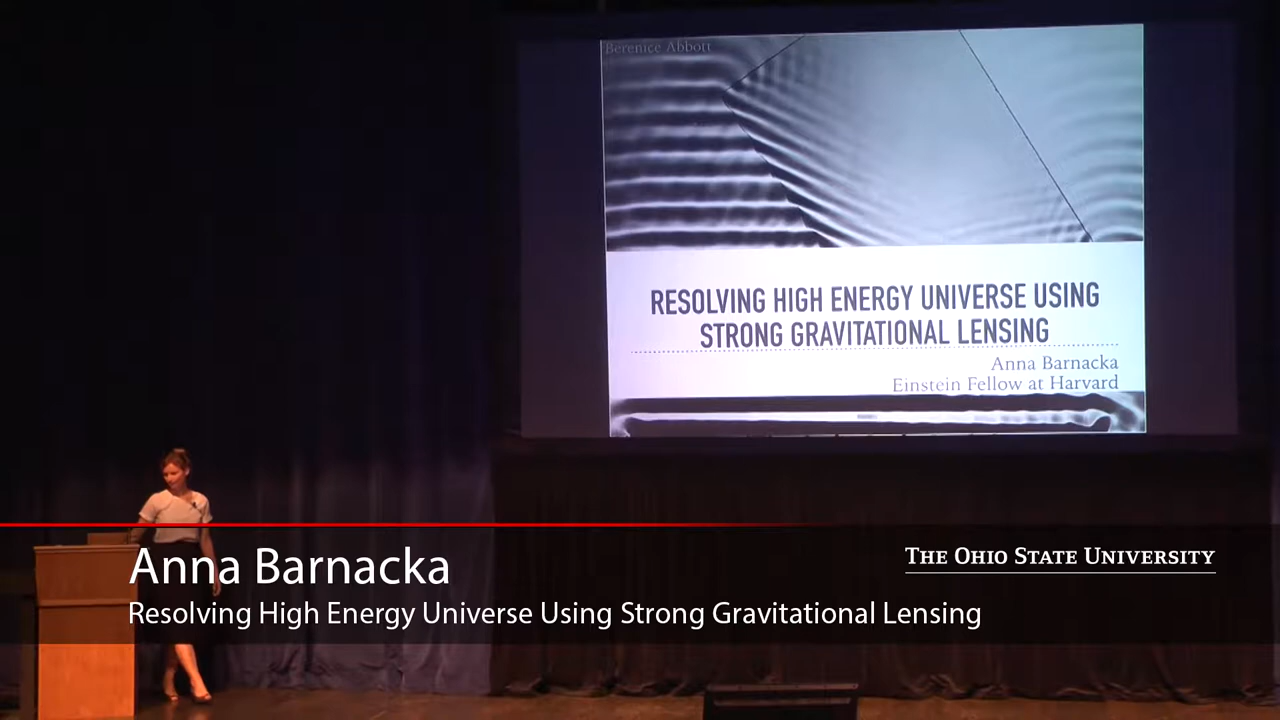 Berenice Abbott
RESOLVING HIGH ENERGY UNIVERSE USING
STRONG GRAVITATIONAL LENSING
Anna Barnacka
Einstein Fellow at Harvard
Anna Barnacka
THE OHIO STATE UNIVERSITY
Resolving High Energy Universe Using Strong Gravitational Lensing